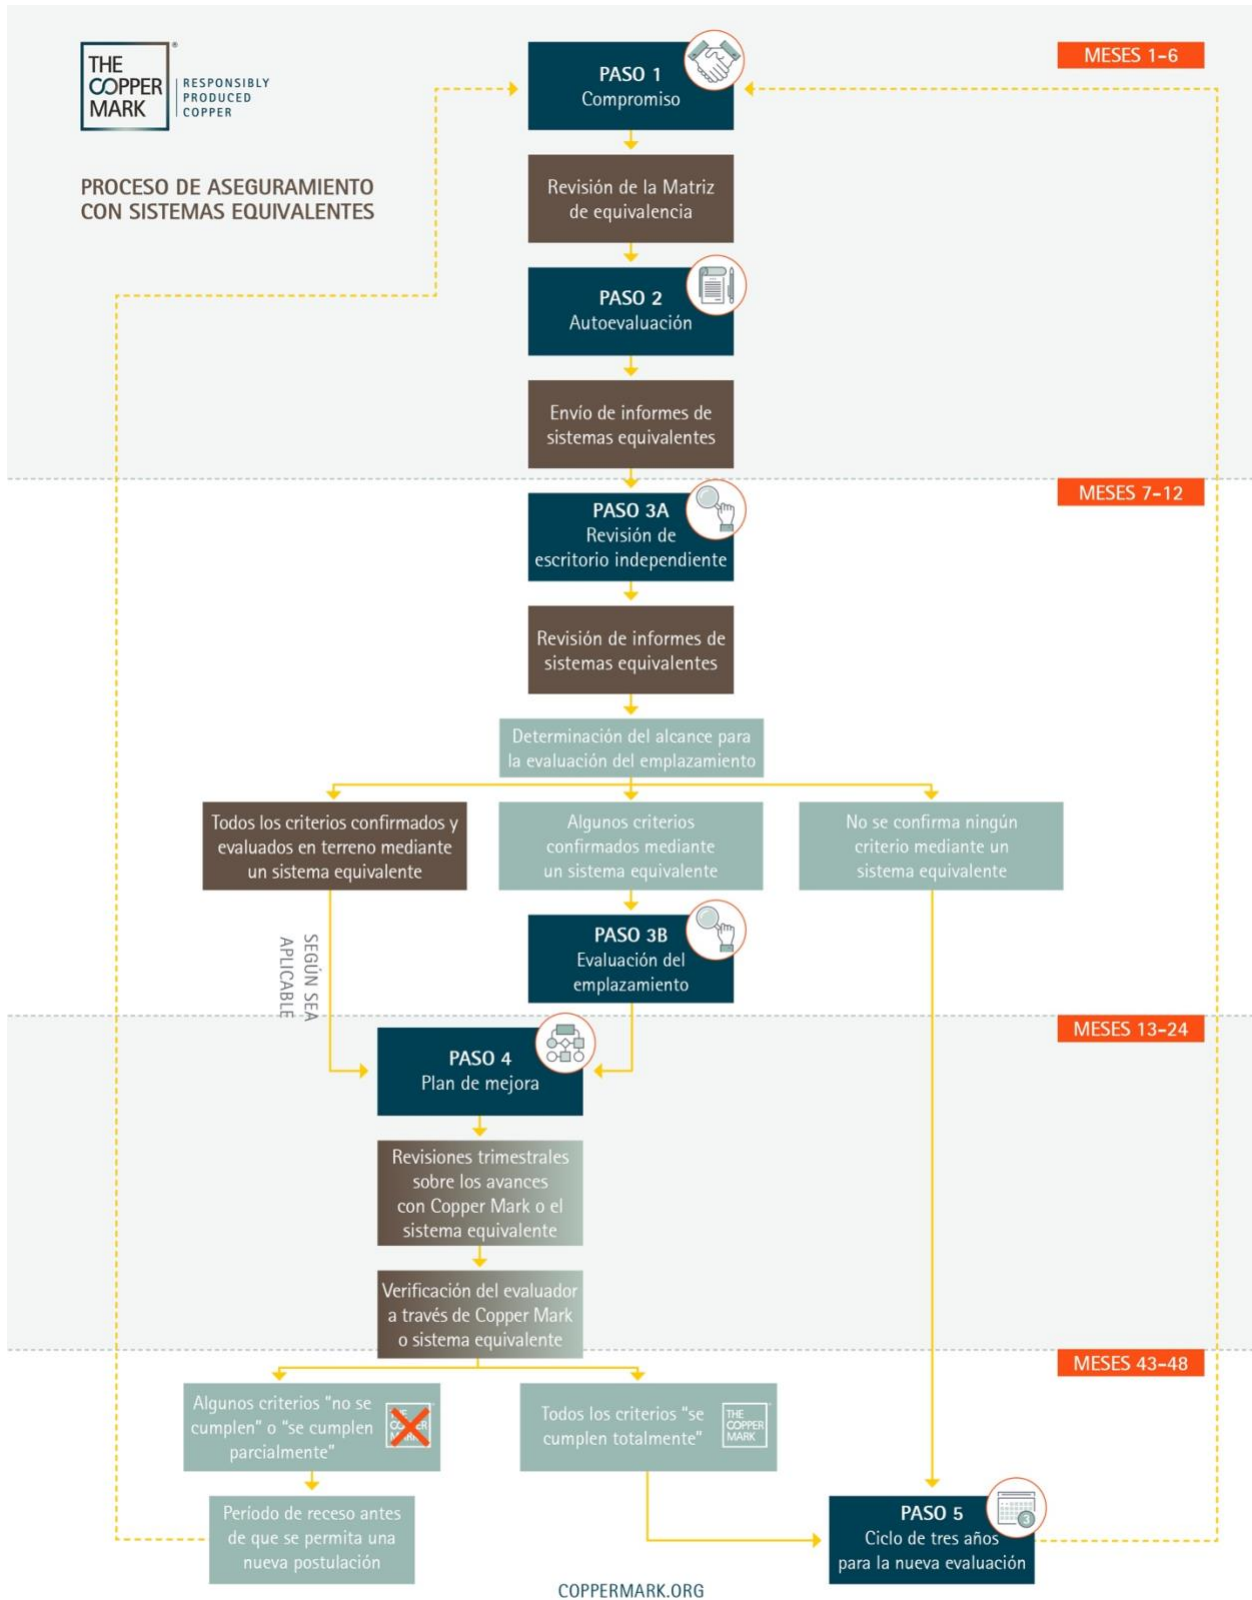 THE
COPPER
MARK
®
RESPONSIBLY
PRODUCED
COPPER
PROCESO DE ASEGURAMIENTO
CON SISTEMAS EQUIVALENTES
MESES 1-6
PASO 1
Compromiso
Revisión de la Matriz
de equivalencia
PASO 2
Autoevaluación
Envío de informes de
sistemas equivalentes
MESES 7-12
PASO 3A
Revisión de
escritorio independiente
Revisión de informes de
sistemas equivalentes
Determinación del alcance para
la evaluación del emplazamiento
Todos los criterios confirmados y
evaluados en terreno mediante
un sistema equivalente
Algunos criterios
confirmados mediante
un sistema equivalente
No se confirma ningún
criterio mediante un
sistema equivalente
SEGÚN SEA
APLICABLE
PASO 3B
Evaluación del
emplazamiento
MESES 13-24
PASO 4
Plan de mejora
Revisiones trimestrales
sobre los avances
con Copper Mark o el
sistema equivalente
Verificación del evaluador
a través de Copper Mark
o sistema equivalente
MESES 43-48
Algunos criterios "no se
cumplen" o "se cumplen
parcialmente"
THE
COPPER
MARK
Todos los criterios "se
cumplen totalmente"
THE
COPPER
MARK
Período de receso antes
de que se permita una
nueva postulación
PASO 5
Ciclo de tres años
para la nueva evaluación
3
COPPERMARK.ORG